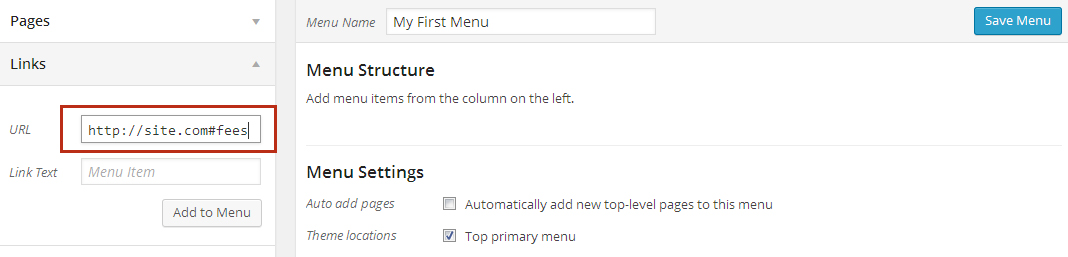 Pages
Links
URL http://site.com#fees
Link Text Menu Item
Add to Menu
Menu Name My First Menu Save Menu
Menu Structure
Add menu items from the column on the left.
Menu Settings
Auto add pages Automatically add new top-level pages to this menu
Theme locations Top primary menu